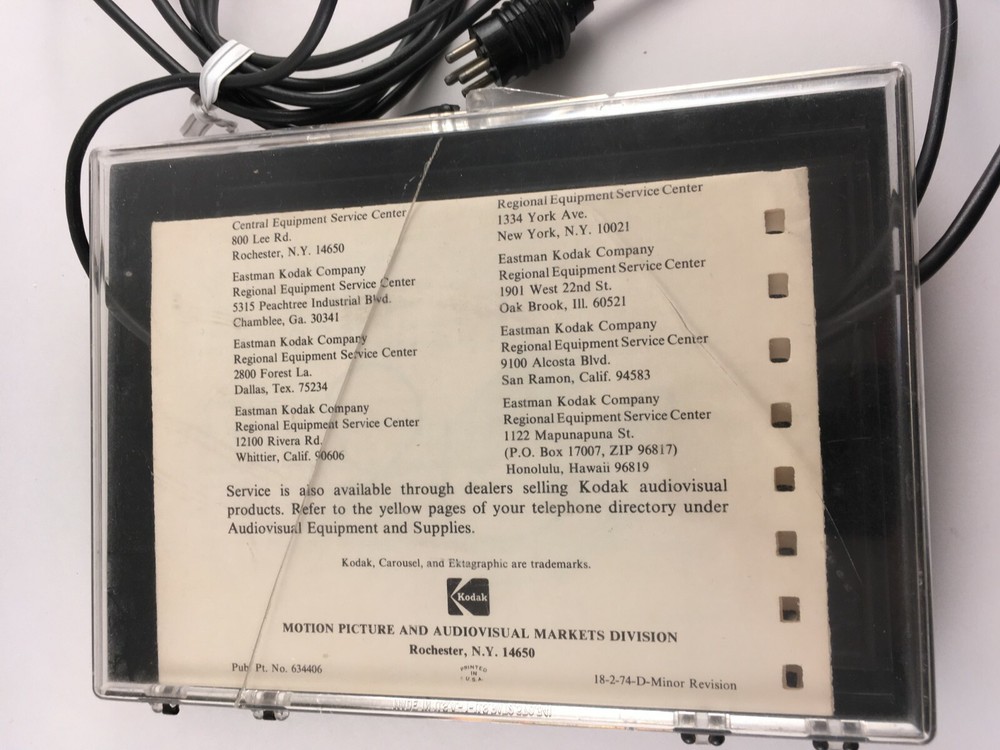 Central Equipment Service Center
800 Lee Rd.
Rochester, N.Y. 14650
Eastman Kodak Company
Regional Equipment Service Center
5315 Peachtree Industrial Blvd.
Chamblee, Ga. 30341
Eastman Kodak Company
Regional Equipment Service Center
2800 Forest La.
Dallas, Tex. 75234
Eastman Kodak Company
Regional Equipment Service Center
12100 Rivera Rd.
Whittier, Calif. 90606
Regional Equipment Service Center
1334 York Ave.
New York, N.Y. 10021
Eastman Kodak Company
Regional Equipment Service Center
1901 West 22nd St.
Oak Brook, Ill. 60521
Eastman Kodak Company
Regional Equipment Service Center
9100 Alcosta Blvd.
San Ramon, Calif. 94583
Eastman Kodak Company
Regional Equipment Service Center
1122 Mapunapuna St.
(P.O. Box 17007, ZIP 96817)
Honolulu, Hawaii 96819
Service is also available through dealers selling Kodak audiovisual
products. Refer to the yellow pages of your telephone directory under
Audiovisual Equipment and Supplies.
Kodak, Carousel, and Ektagraphic are trademarks.
Kodak
MOTION PICTURE AND AUDIOVISUAL MARKETS DIVISION
Rochester, N.Y. 14650
Pub. Pt. No. 634406
PRINTED
IN
U.S.A.
18-2-74-D-Minor Revision